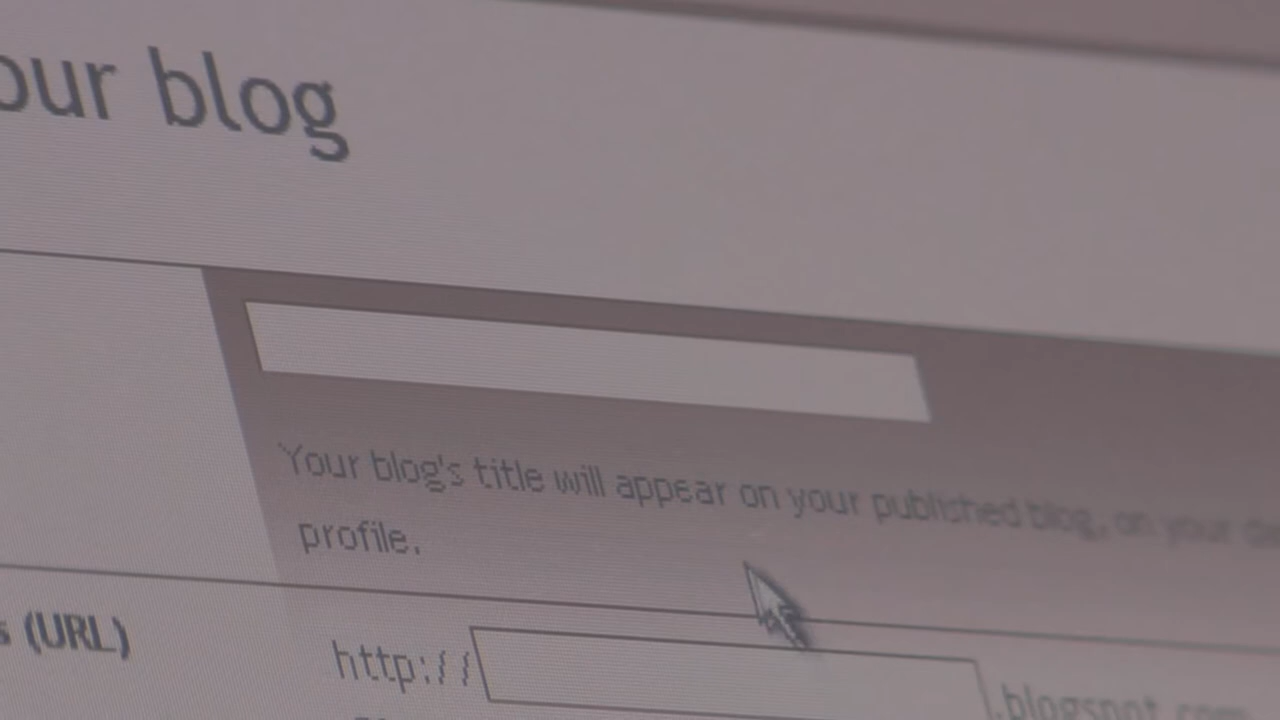 our blog
Your blog's title will appear on your published blog, on your
profile.
s (URL)
http:// .blogspot.com